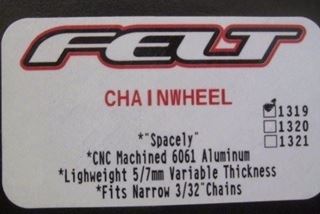 FELT
CHAINWHEEL
1319
1320
1321
*"Spacely"
*CNC Machined 6061 Aluminum
*Lighweight 5/7mm Variable Thickness
*Fits Narrow 3/32"Chains